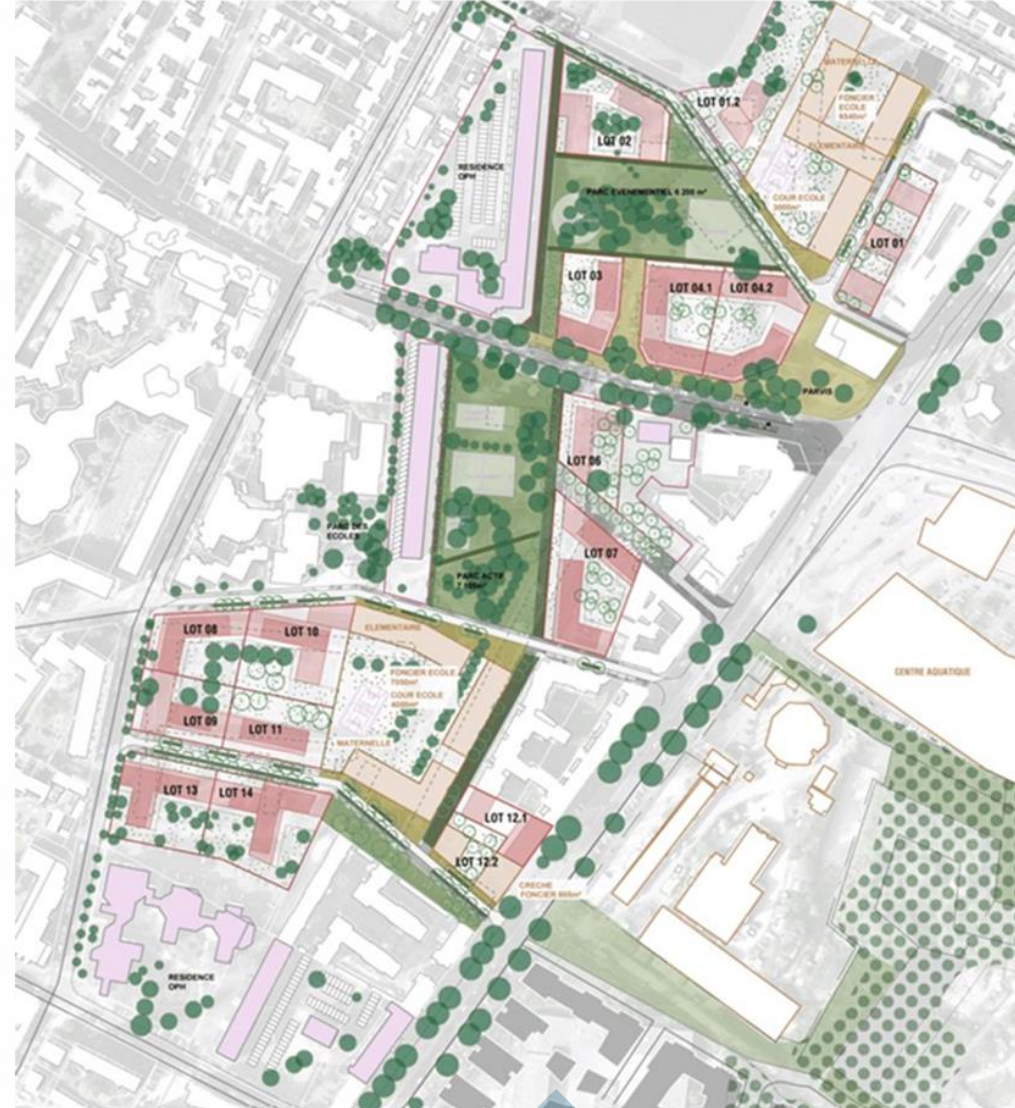 MATERNELLE
FONCIER
ECOLE
6540m²
LOT 01.2
LOT 02
ELEMENTAIRE
RESIDENCE
OPH
PARC EVENEMENTIEL 6 200 m²
COUR ECOLE
3000m²
LOT 01
LOT 03
LOT 04.1
LOT 04.2
PARVIS
LOT 06
PARC DES
ECOLES
LOT 07
PARC ACTIF
LOT 08
LOT 10
ELEMENTAIRE
FONCIER ECOLE
COUR ECOLE
4000m²
CENTRE AQUATIQUE
LOT 09
LOT 11
MATERNELLE
LOT 13
LOT 14
LOT 12.1
LOT 12.2
CRECHE
FONCIER
RESIDENCE
OPH